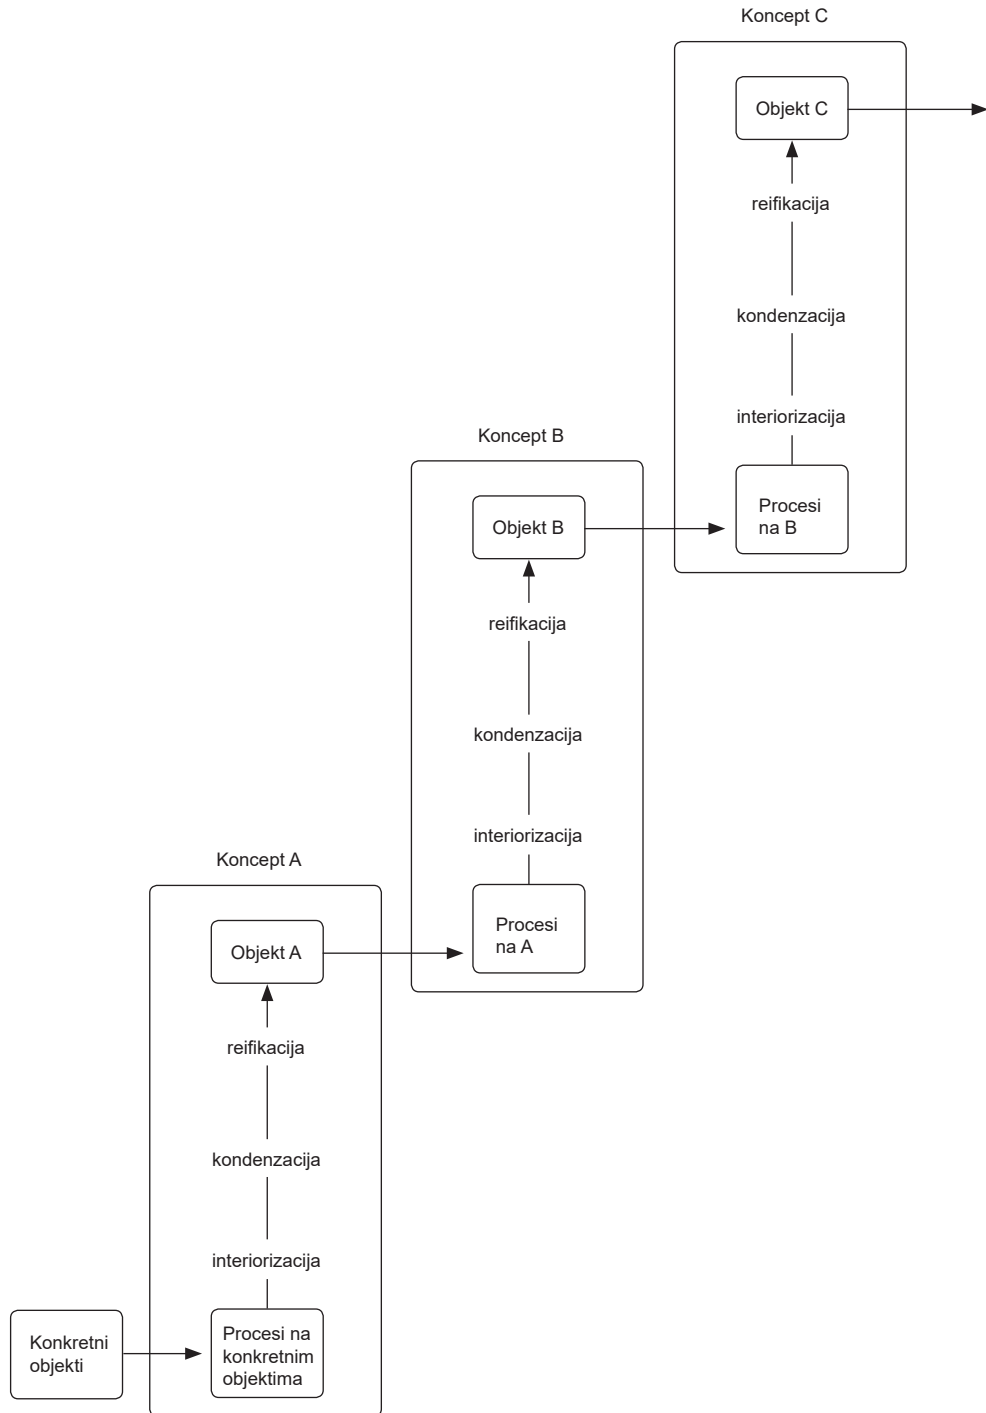 Koncept C
Objekt C
reifikacija
kondenzacija
interiorizacija
Procesi
na B
Koncept B
Objekt B
reifikacija
kondenzacija
interiorizacija
Procesi
na A
Koncept A
Objekt A
reifikacija
kondenzacija
interiorizacija
Procesi na
konkretnim
objektima
Konkretni
objekti